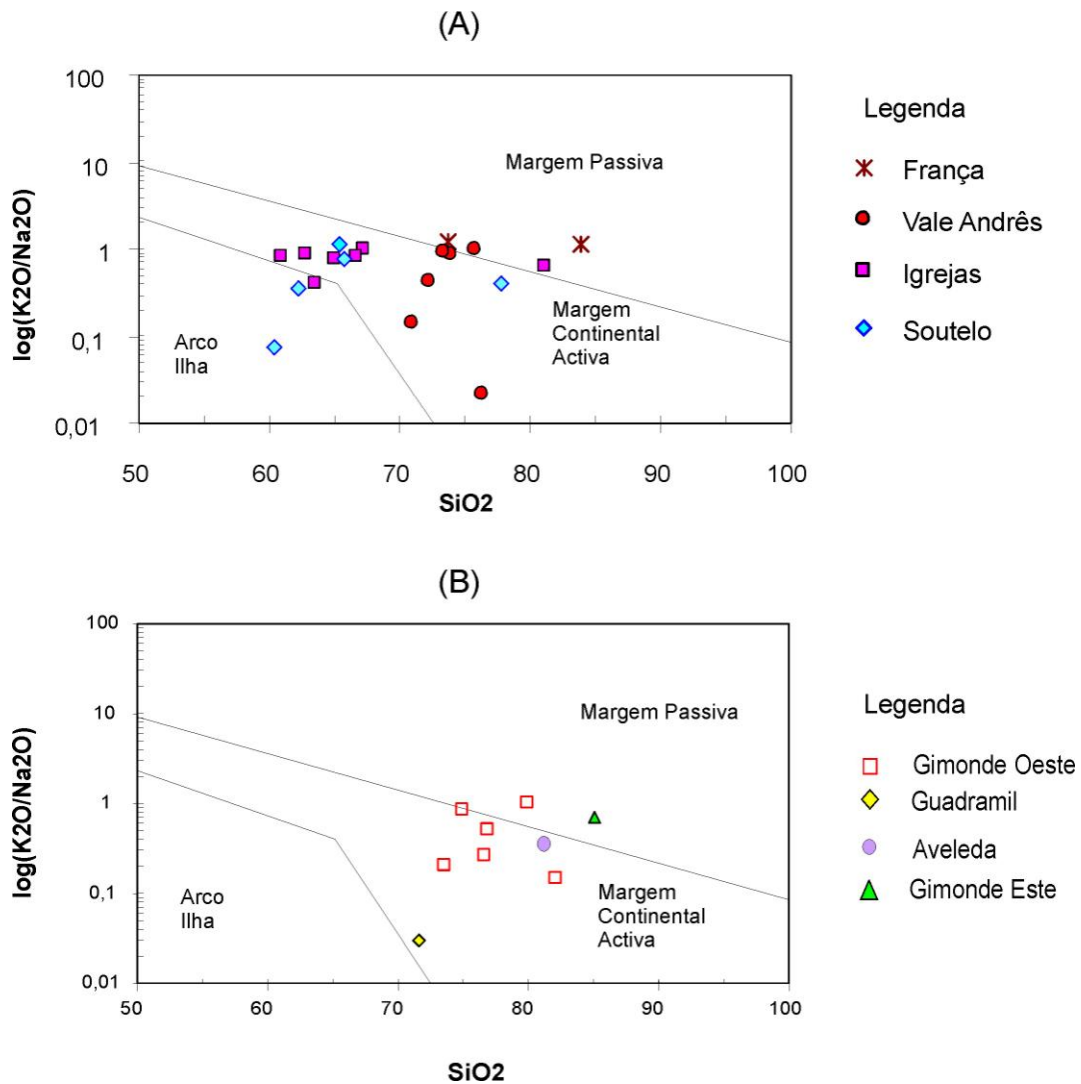 (A)
100
10
1
0,1
0,01
log(K2O/Na2O)
Margem Passiva
Margem
Continental
Activa
Arco
Ilha
50 60 70 80 90 100
SiO2
Legenda
França
Vale Andrês
Igrejas
Soutelo
(B)
100
10
1
0,1
0,01
log(K2O/Na2O)
Margem Passiva
Margem
Continental
Activa
Arco
Ilha
50 60 70 80 90 100
SiO2
Legenda
Gimonde Oeste
Guadramil
Aveleda
Gimonde Este